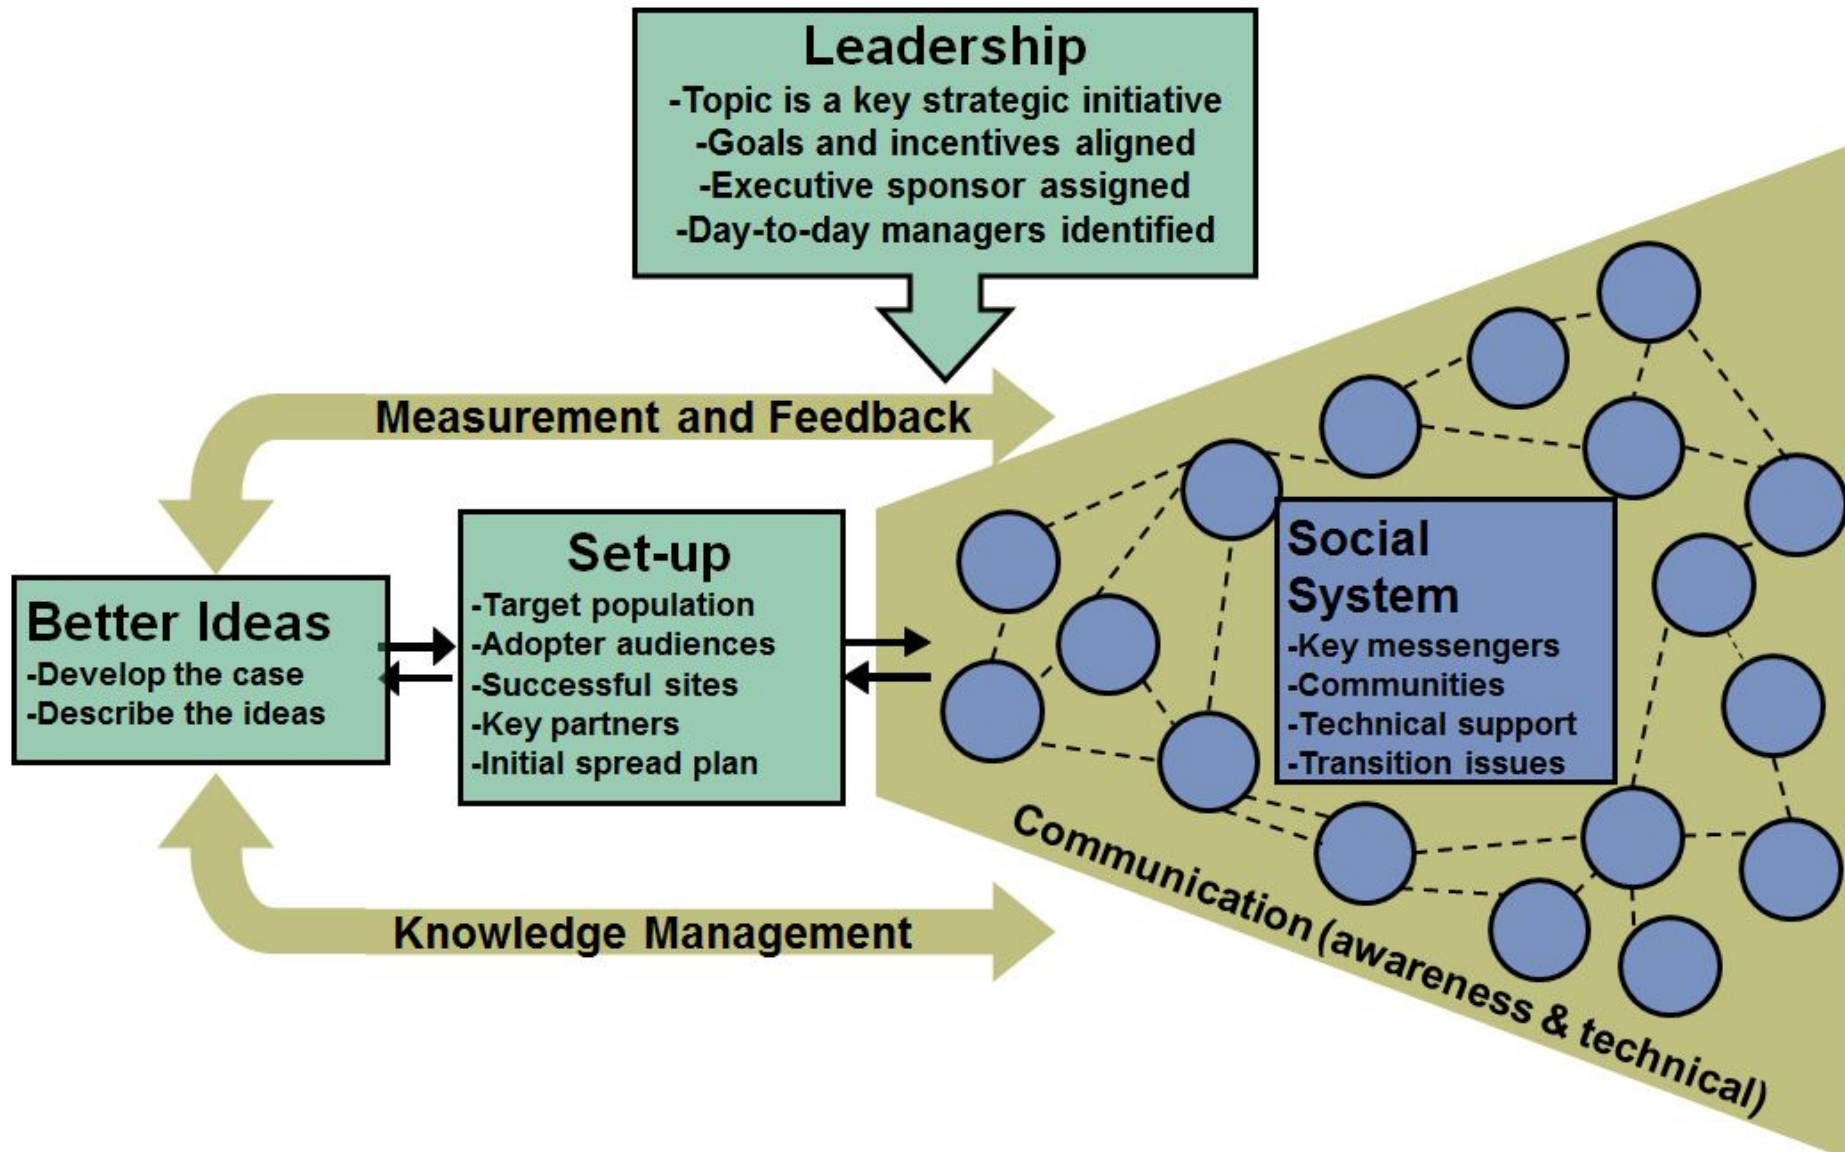 Leadership
-Topic is a key strategic initiative
-Goals and incentives aligned
-Executive sponsor assigned
-Day-to-day managers identified
Measurement and Feedback
Better Ideas
-Develop the case
-Describe the ideas
Set-up
-Target population
-Adopter audiences
-Successful sites
-Key partners
-Initial spread plan
Social
System
-Key messengers
-Communities
-Technical support
-Transition issues
Knowledge Management
Communication (awareness & technical)